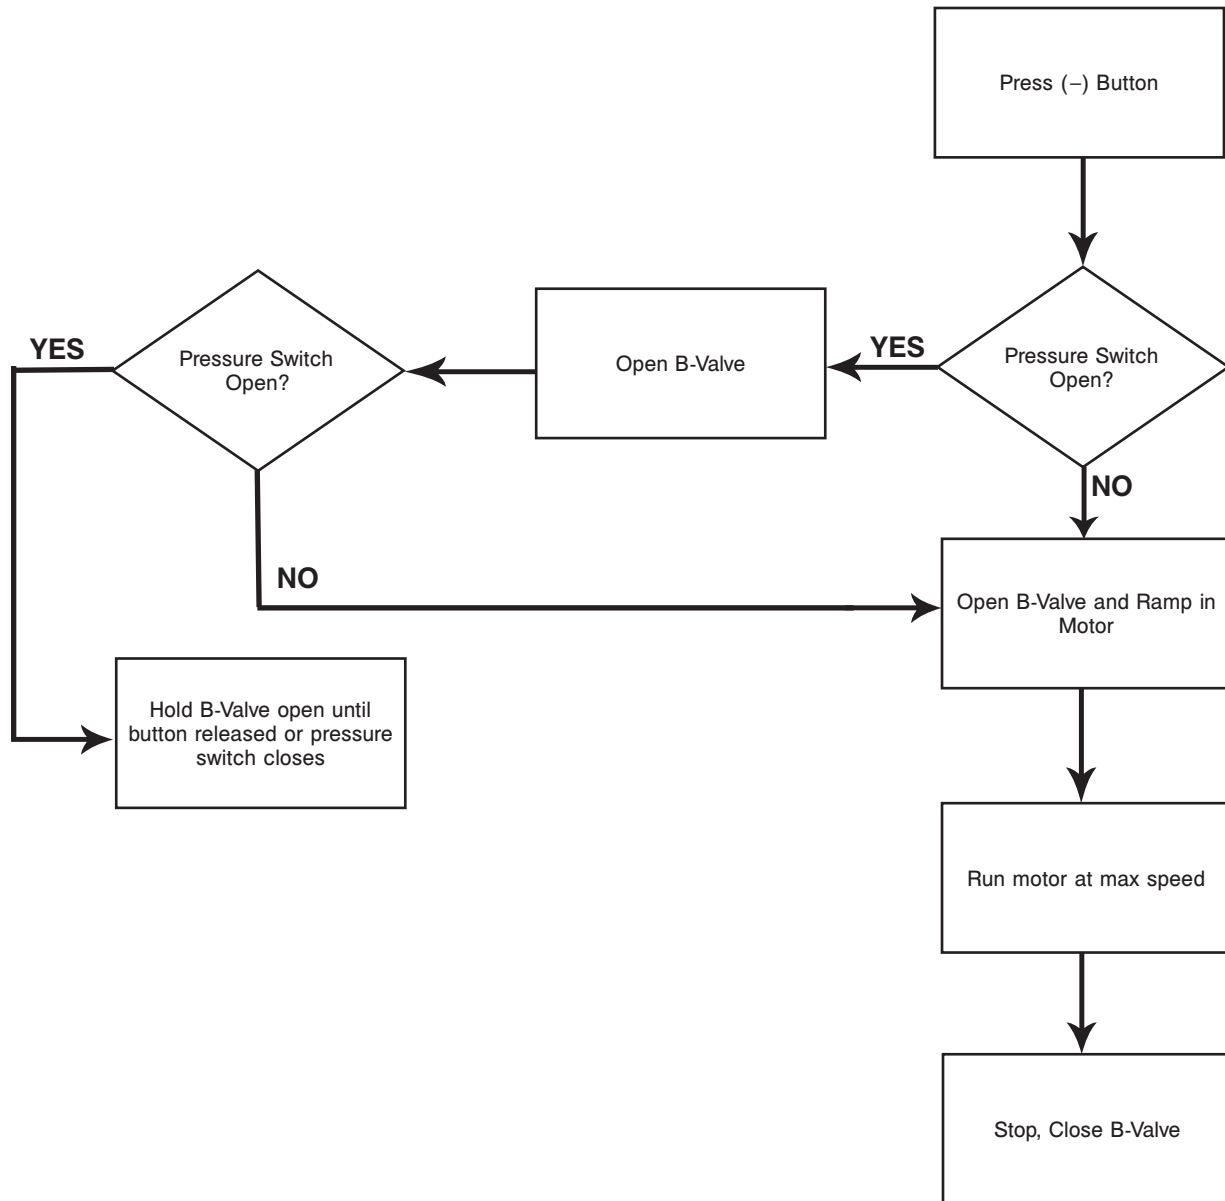 Press (–) Button
Pressure Switch
Open?
YES
Open B-Valve
Pressure Switch
Open?
YES
NO
NO
Open B-Valve and Ramp in
Motor
Hold B-Valve open until
button released or pressure
switch closes
Run motor at max speed
Stop, Close B-Valve